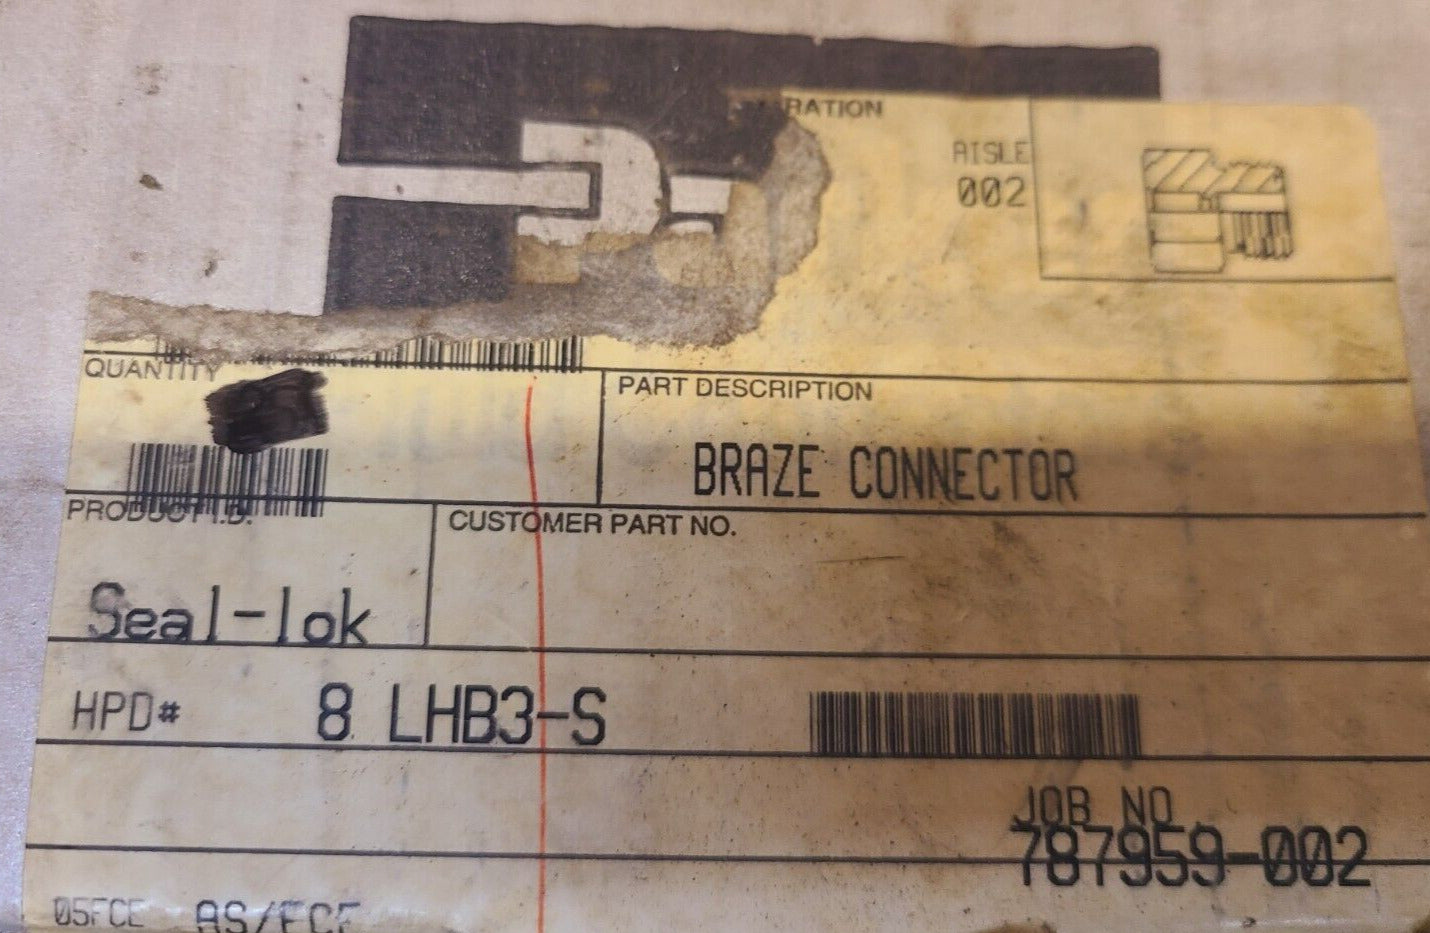 RATION
AISLE
002
QUANTITY
PART DESCRIPTION
BRAZE CONNECTOR
PRODUCT I.D.
CUSTOMER PART NO.
Seal-lok
HPD# 8 LHB3-S
JOB NO
787959-002
05FCE